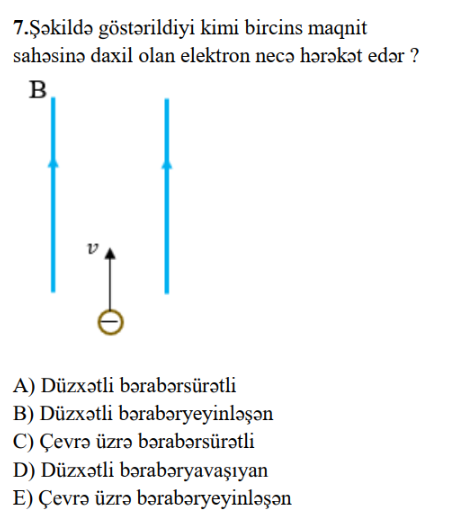 7.Şəkildə göstərildiyi kimi bircins maqnit
sahəsinə daxil olan elektron necə hərəkət edər ?
B
v
A) Düzxətli bərabərsürətli
B) Düzxətli bərabəryeyinləşən
C) Çevrə üzrə bərabərsürətli
D) Düzxətli bərabəryavaşıyan
E) Çevrə üzrə bərabəryeyinləşən